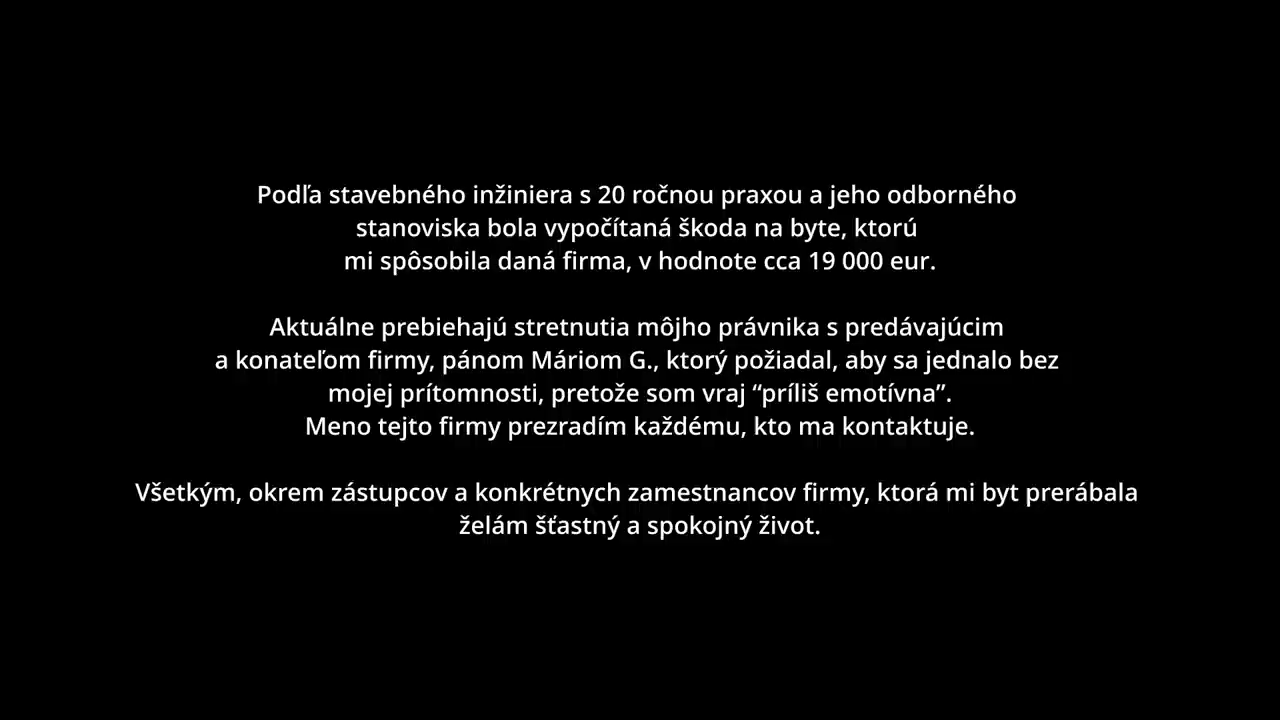 Podľa stavebného inžiniera s 20 ročnou praxou a jeho odborného
stanoviska bola vypočítaná škoda na byte, ktorú
mi spôsobila daná firma, v hodnote cca 19 000 eur.
Aktuálne prebiehajú stretnutia môjho právnika s predávajúcim
a konateľom firmy, pánom Máriom G., ktorý požiadal, aby sa jednalo bez
mojej prítomnosti, pretože som vraj “príliš emotívna”.
Meno tejto firmy prezradím každému, kto ma kontaktuje.
Všetkým, okrem zástupcov a konkrétnych zamestnancov firmy, ktorá mi byt prerábala
želám šťastný a spokojný život.